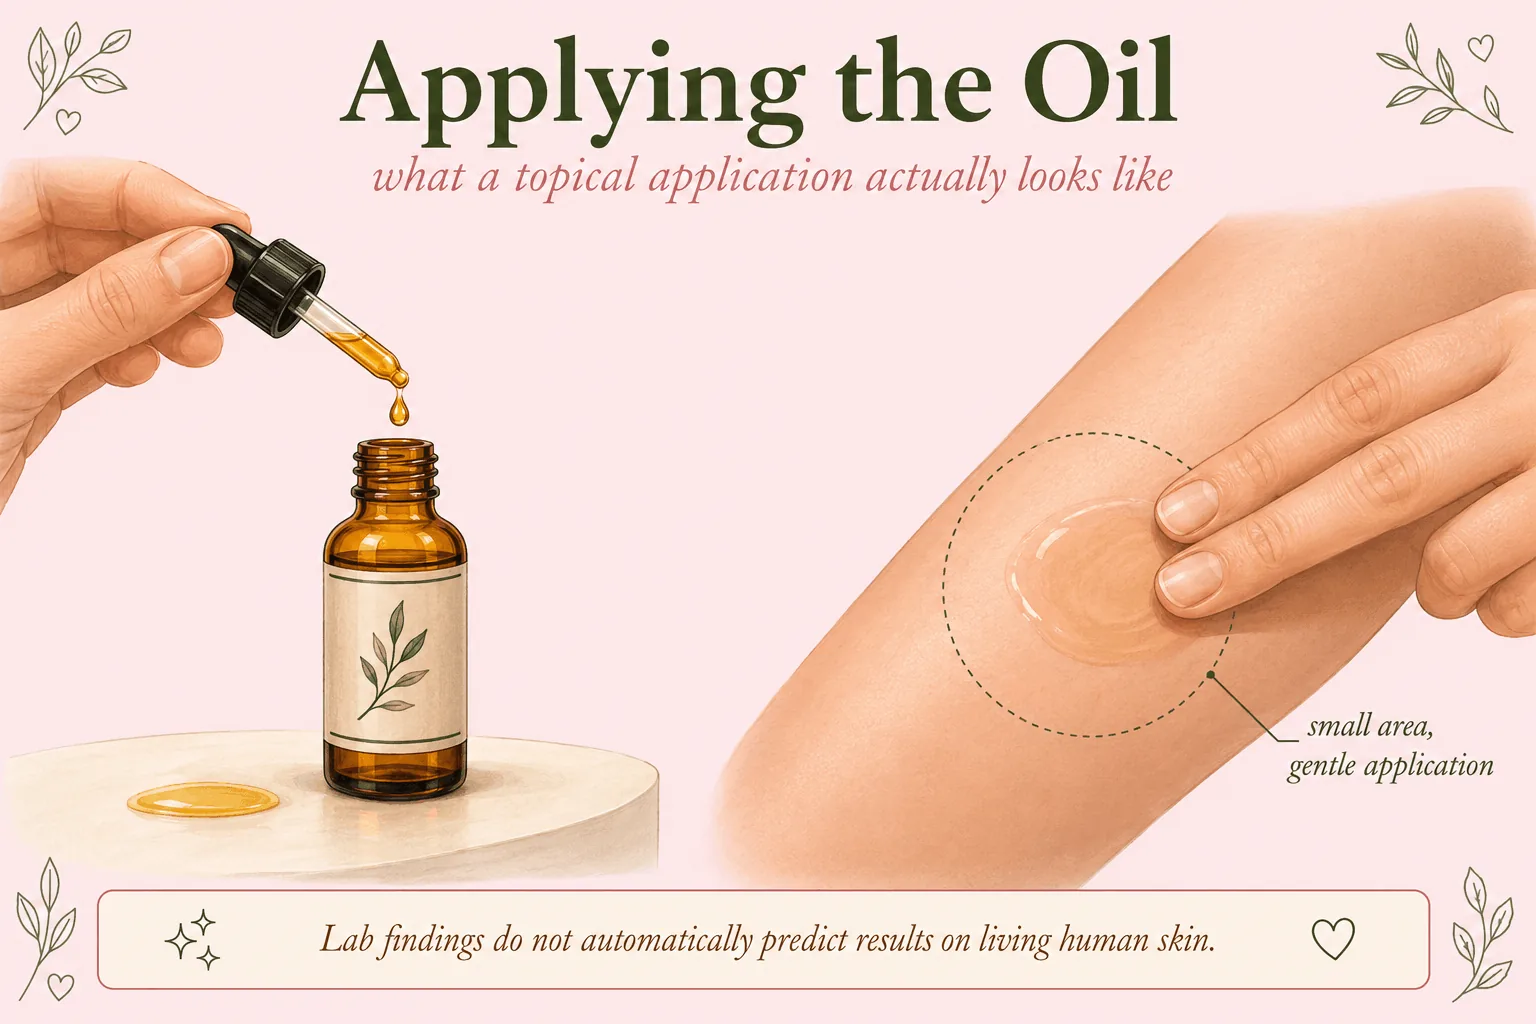 Applying the Oil
what a topical application actually looks like
small area,
gentle application
Lab findings do not automatically predict results on living human skin.